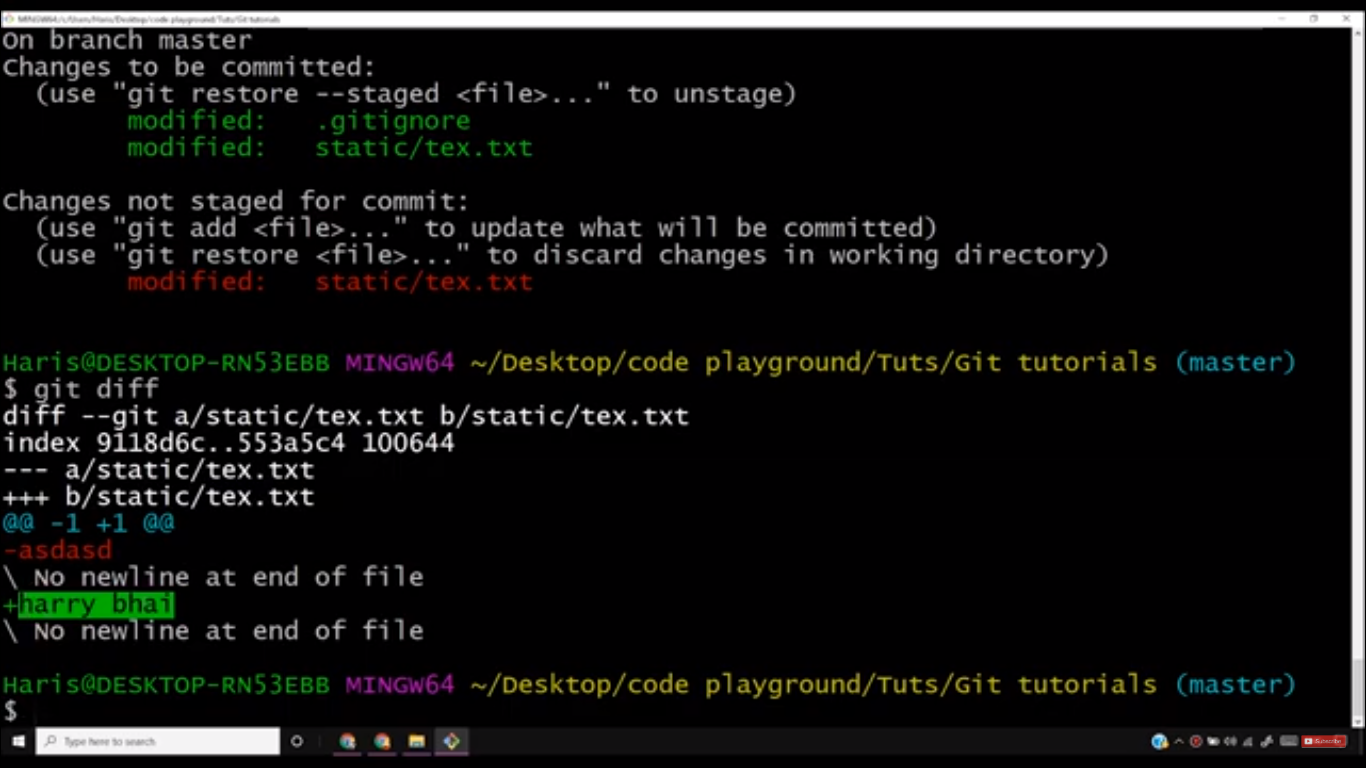 MINGW64:/c/Users/Haris/Desktop/code playground/Tuts/Git tutorials
On branch master
Changes to be committed:
  (use "git restore --staged <file>..." to unstage)
        modified:   .gitignore
        modified:   static/tex.txt
Changes not staged for commit:
  (use "git add <file>..." to update what will be committed)
  (use "git restore <file>..." to discard changes in working directory)
        modified:   static/tex.txt
Haris@DESKTOP-RN53EBB MINGW64 ~/Desktop/code playground/Tuts/Git tutorials (master)
$ git diff
diff --git a/static/tex.txt b/static/tex.txt
index 9118d6c..553a5c4 100644
--- a/static/tex.txt
+++ b/static/tex.txt
@@ -1 +1 @@
-asdasd
\ No newline at end of file
+harry bhai
\ No newline at end of file
Haris@DESKTOP-RN53EBB MINGW64 ~/Desktop/code playground/Tuts/Git tutorials (master)
$
Type here to search
Subscribe